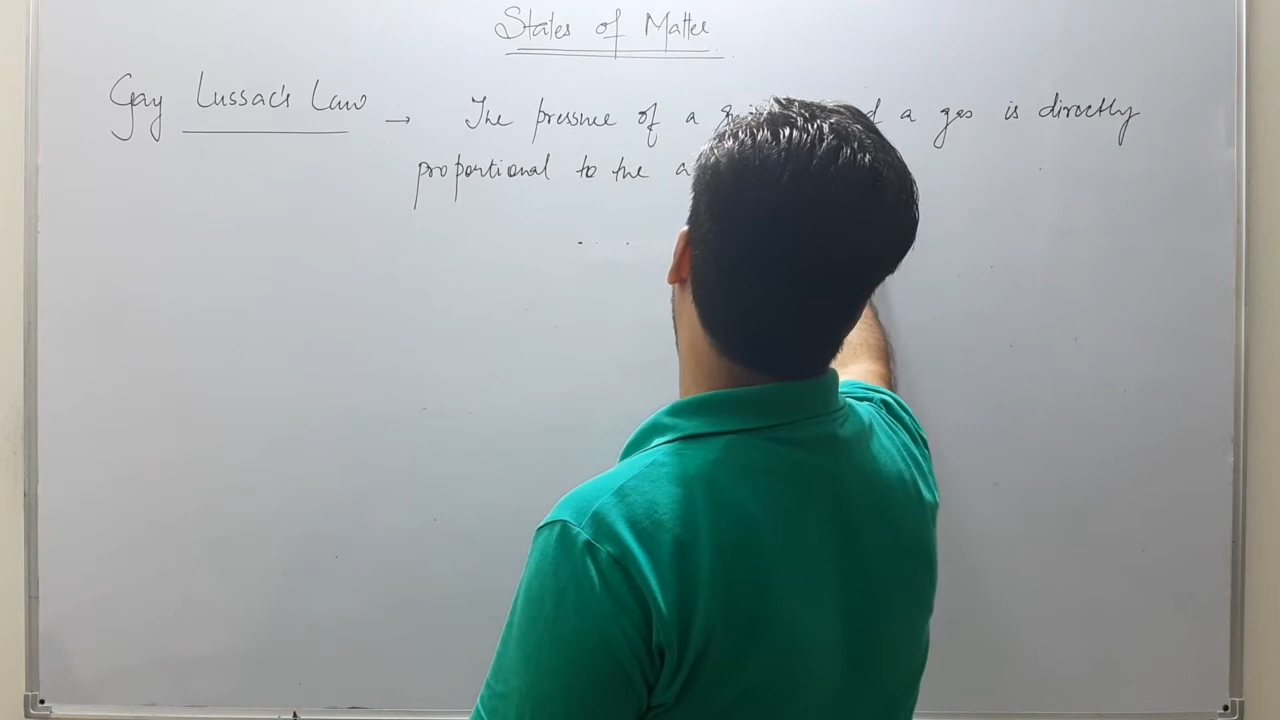 States of Matter
Gay Lussac's Law → The pressure of a a gas is directly
proportional to the